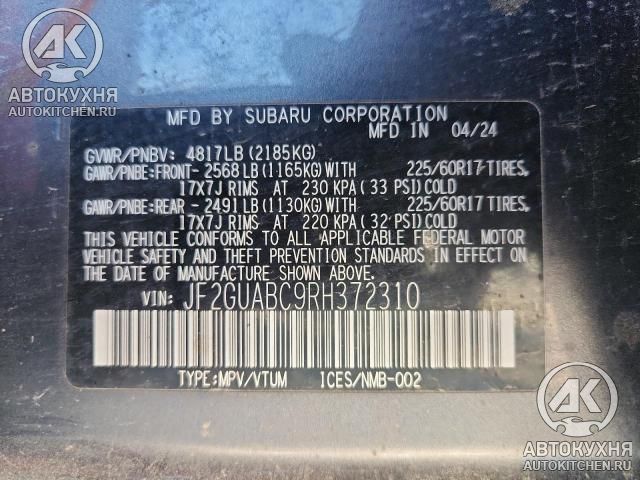 AK
АВТОКУХНЯ
AUTOKITCHEN.RU
MFD BY SUBARU CORPORATION
MFD IN 04/24
GVWR/PNBV: 4817LB (2185KG)
GAWR/PNBE:FRONT- 2568LB (1165KG)WITH 225/60R17 TIRES,
17X7J RIMS AT 230 KPA (33 PSI) COLD
GAWR/PNBE:REAR - 2491LB (1130KG)WITH 225/60R17 TIRES,
17X7J RIMS AT 220 KPA (32 PSI) COLD
THIS VEHICLE CONFORMS TO ALL APPLICABLE FEDERAL MOTOR
VEHICLE SAFETY AND THEFT PREVENTION STANDARDS IN EFFECT
ON THE DATE OF MANUFACTURE SHOWN ABOVE.
VIN: JF2GUABC9RH372310
TYPE:MPV/VTUM ICES/NMB-002
AK
АВТОКУХНЯ
AUTOKITCHEN.RU